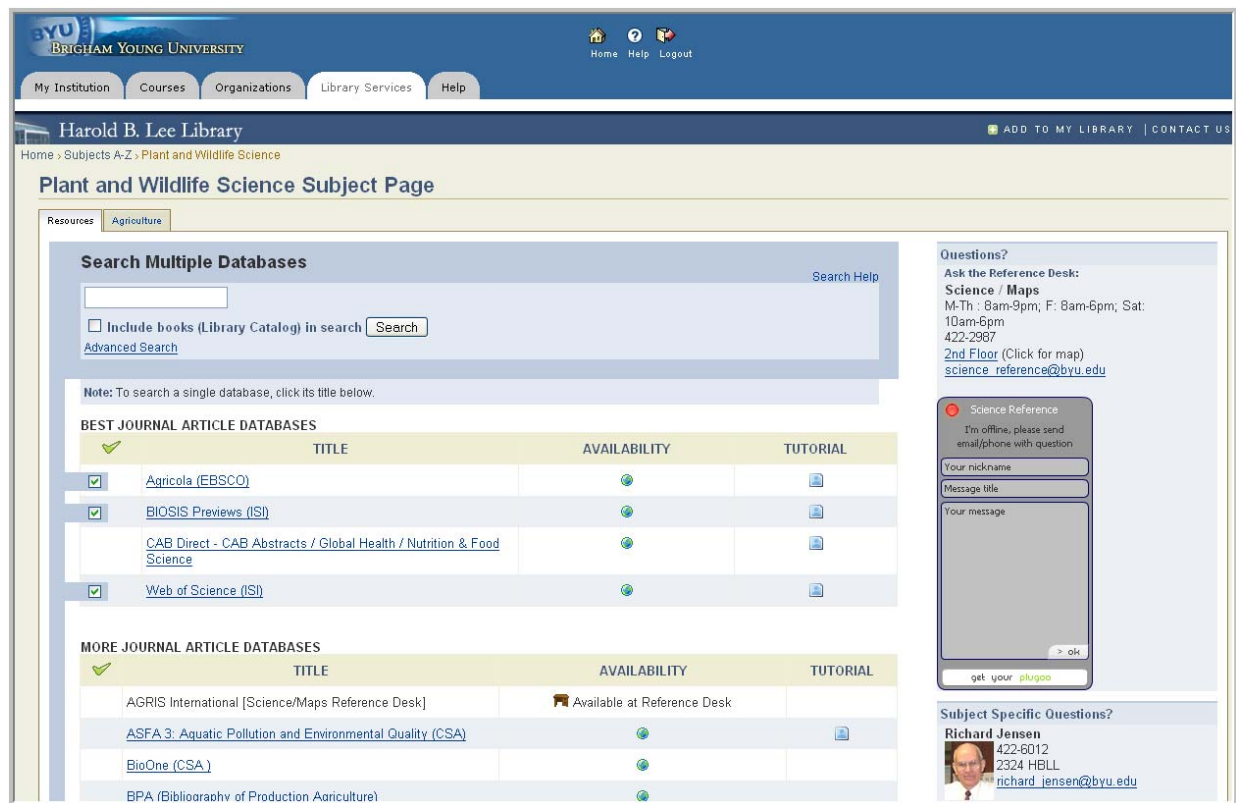 BYU
BRIGHAM YOUNG UNIVERSITY
Home Help Logout
My Institution Courses Organizations Library Services Help
Harold B. Lee Library
ADD TO MY LIBRARY | CONTACT US
Home > Subjects A-Z > Plant and Wildlife Science
Plant and Wildlife Science Subject Page
Resources Agriculture
Search Multiple Databases
Search Help
Include books (Library Catalog) in search Search
Advanced Search
Note: To search a single database, click its title below.
BEST JOURNAL ARTICLE DATABASES
TITLE AVAILABILITY TUTORIAL
Agricola (EBSCO)
BIOSIS Previews (ISI)
CAB Direct - CAB Abstracts / Global Health / Nutrition & Food
Science
Web of Science (ISI)
MORE JOURNAL ARTICLE DATABASES
TITLE AVAILABILITY TUTORIAL
AGRIS International [Science/Maps Reference Desk] Available at Reference Desk
ASFA 3: Aquatic Pollution and Environmental Quality (CSA)
BioOne (CSA )
BPA (Bibliography of Production Agriculture)
Questions?
Ask the Reference Desk:
Science / Maps
M-Th : 8am-9pm; F: 8am-6pm; Sat:
10am-6pm
422-2987
2nd Floor (Click for map)
science_reference@byu.edu
Science Reference
I'm offline, please send
email/phone with question
Your nickname
Message title
Your message
> ok
get your plugoo
Subject Specific Questions?
Richard Jensen
422-6012
2324 HBLL
richard_jensen@byu.edu